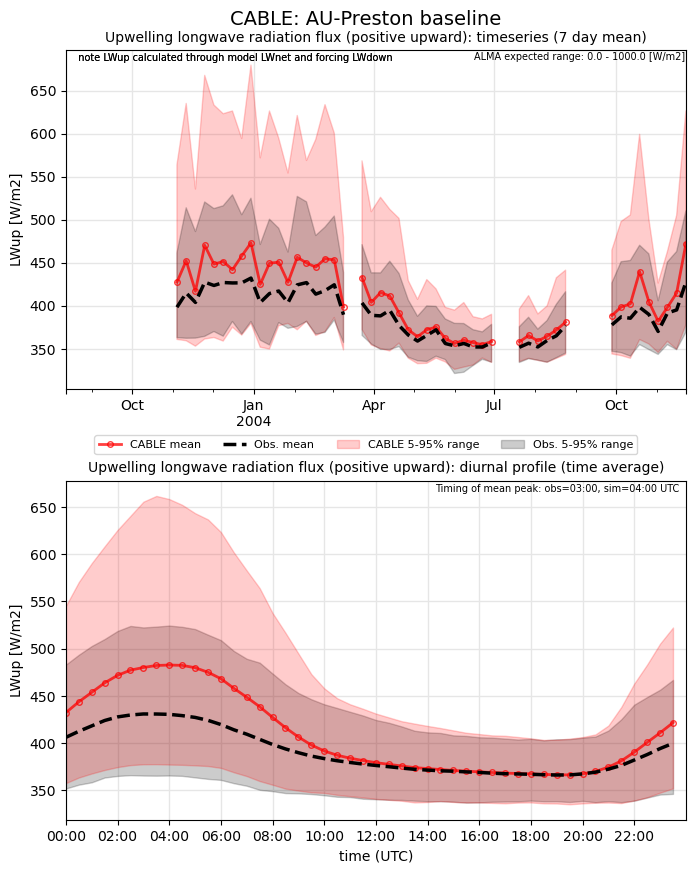 CABLE: AU-Preston baseline
Upwelling longwave radiation flux (positive upward): timeseries (7 day mean)
note LWup calculated through model LWnet and forcing LWdown
ALMA expected range: 0.0 - 1000.0 [W/m2]
LWup [W/m2]
650
600
550
500
450
400
350
Oct
Jan
2004
Apr
Jul
Oct
CABLE mean
Obs. mean
CABLE 5-95% range
Obs. 5-95% range
Upwelling longwave radiation flux (positive upward): diurnal profile (time average)
Timing of mean peak: obs=03:00, sim=04:00 UTC
LWup [W/m2]
650
600
550
500
450
400
350
00:00
02:00
04:00
06:00
08:00
10:00
12:00
14:00
16:00
18:00
20:00
22:00
time (UTC)